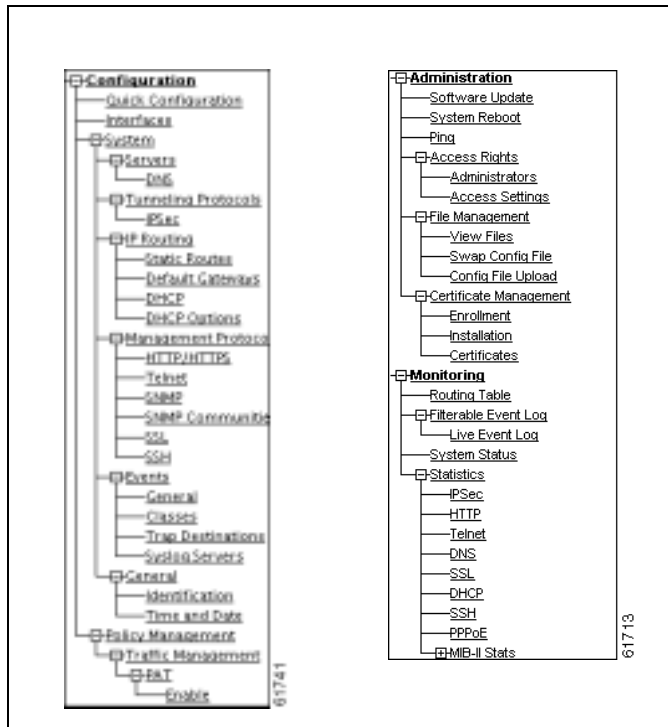 Configuration
Quick Configuration
Interfaces
System
Servers
DNS
Tunneling Protocols
IPSec
IP Routing
Static Routes
Default Gateways
DHCP
DHCP Options
Management Protoco
HTTP/HTTPS
Telnet
SNMP
SNMP Communitie
SSL
SSH
Events
General
Classes
Trap Destinations
Syslog Servers
General
Identification
Time and Date
Policy Management
Traffic Management
PAT
Enable
61741
Administration
Software Update
System Reboot
Ping
Access Rights
Administrators
Access Settings
File Management
View Files
Swap Config File
Config File Upload
Certificate Management
Enrollment
Installation
Certificates
Monitoring
Routing Table
Filterable Event Log
Live Event Log
System Status
Statistics
IPSec
HTTP
Telnet
DNS
SSL
DHCP
SSH
PPPoE
MIB-II Stats
61713